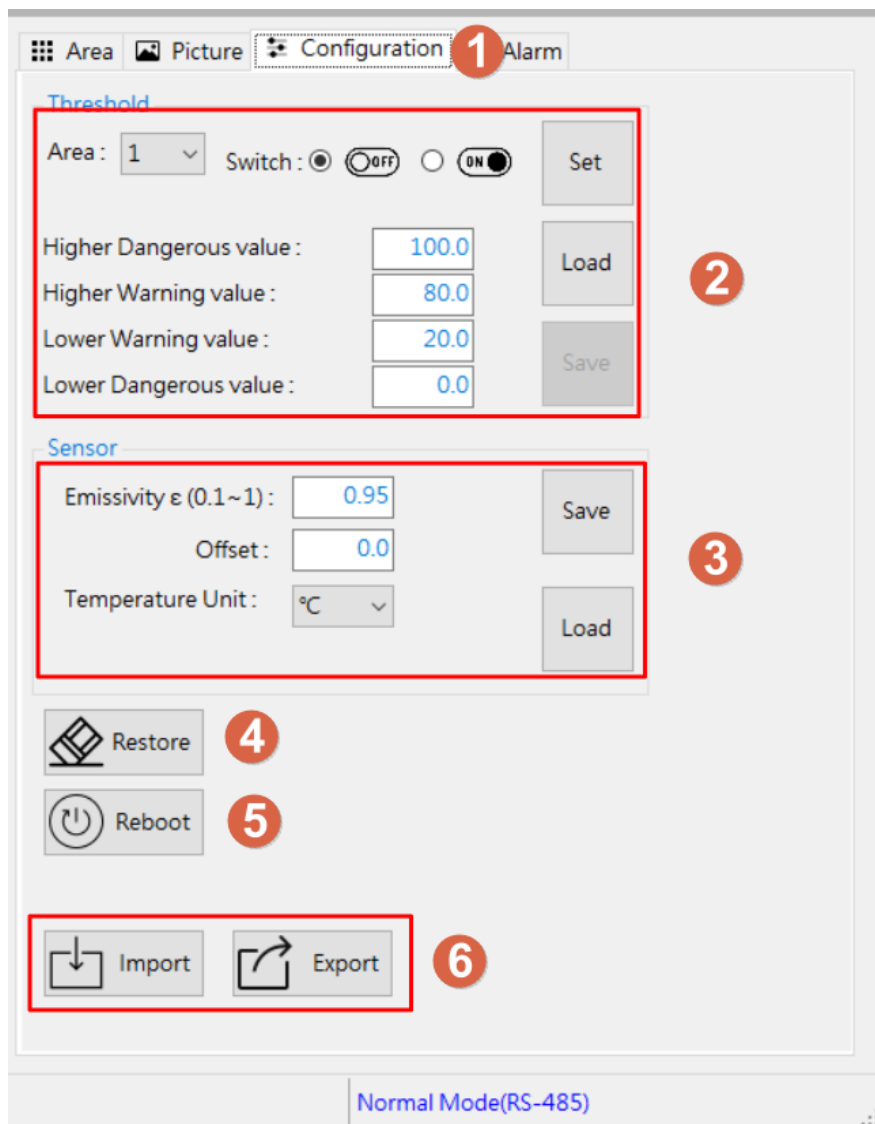 Area Picture Configuration 1 Alarm
Threshold
Area : 1 Switch : OFF ON Set
Higher Dangerous value : 100.0 Load
Higher Warning value : 80.0 2
Lower Warning value : 20.0 Save
Lower Dangerous value : 0.0
Sensor
Emissivity ε (0.1~1) : 0.95 Save
Offset : 0.0 3
Temperature Unit : °C Load
Restore 4
Reboot 5
Import Export 6
Normal Mode(RS-485)